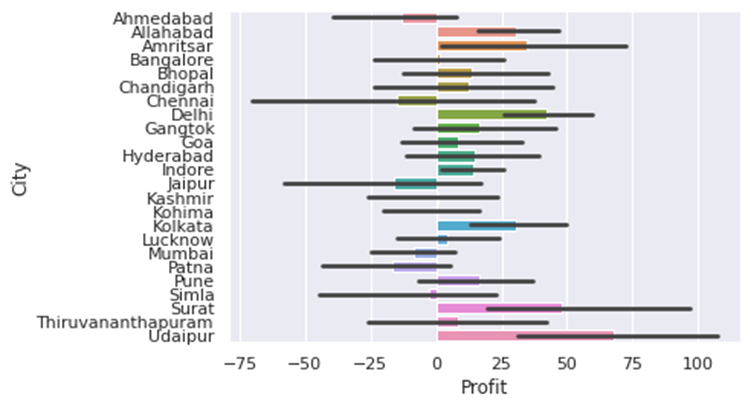 Ahmedabad
Allahabad
Amritsar
Bangalore
Bhopal
Chandigarh
Chennai
Delhi
Gangtok
Goa
Hyderabad
Indore
Jaipur
Kashmir
Kohima
Kolkata
Lucknow
Mumbai
Patna
Pune
Simla
Surat
Thiruvananthapuram
Udaipur
City
−75 −50 −25 0 25 50 75 100
Profit